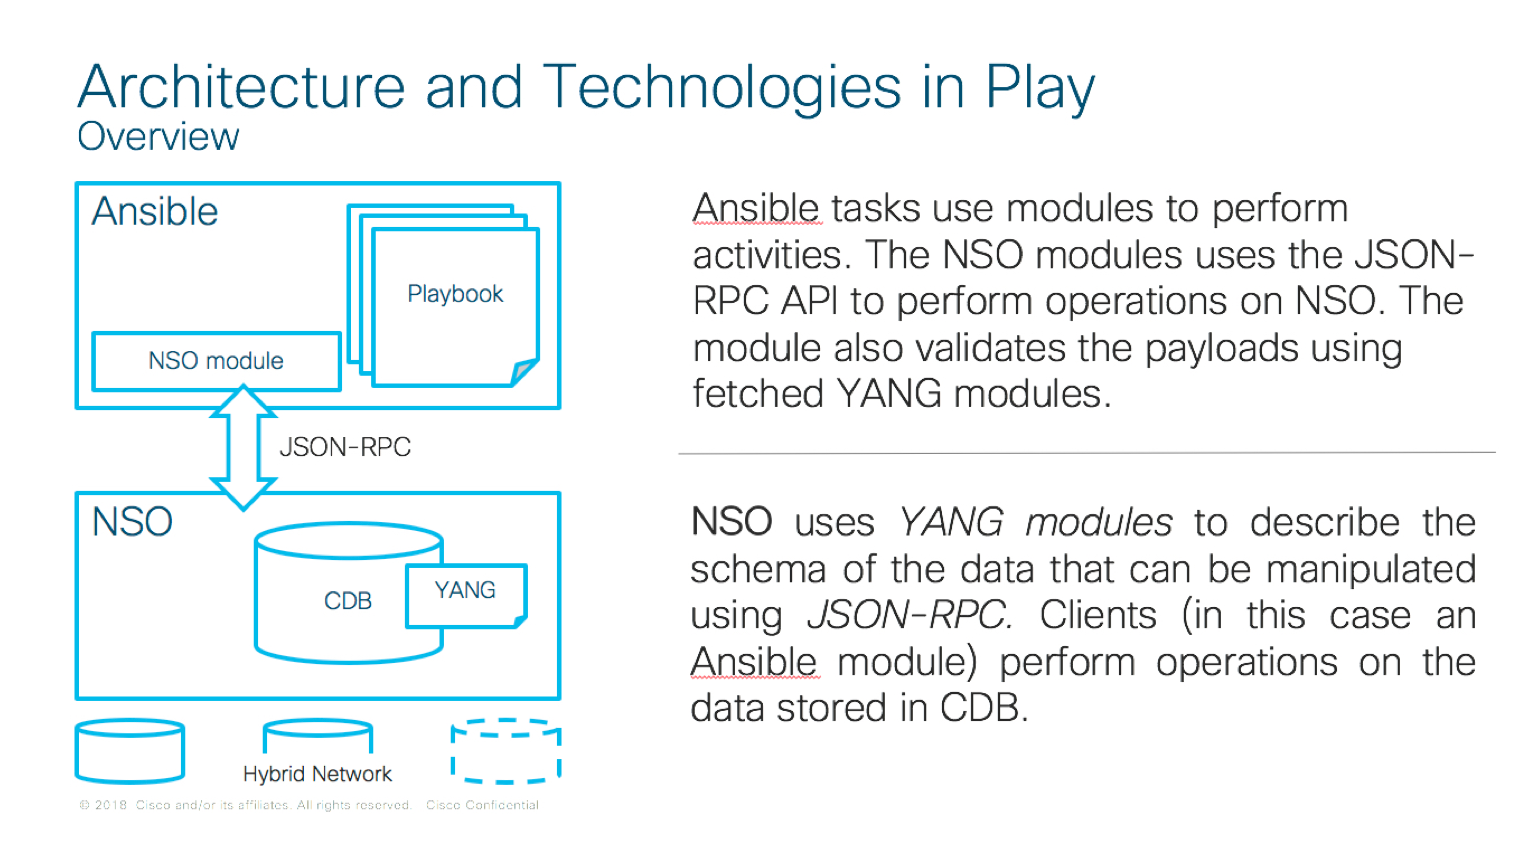 Architecture and Technologies in Play
Overview
Ansible
Playbook
NSO module
JSON-RPC
NSO
CDB
YANG
Hybrid Network
Ansible tasks use modules to perform
activities. The NSO modules uses the JSON-
RPC API to perform operations on NSO. The
module also validates the payloads using
fetched YANG modules.
NSO uses YANG modules to describe the
schema of the data that can be manipulated
using JSON-RPC. Clients (in this case an
Ansible module) perform operations on the
data stored in CDB.
© 2018 Cisco and/or its affiliates. All rights reserved. Cisco Confidential